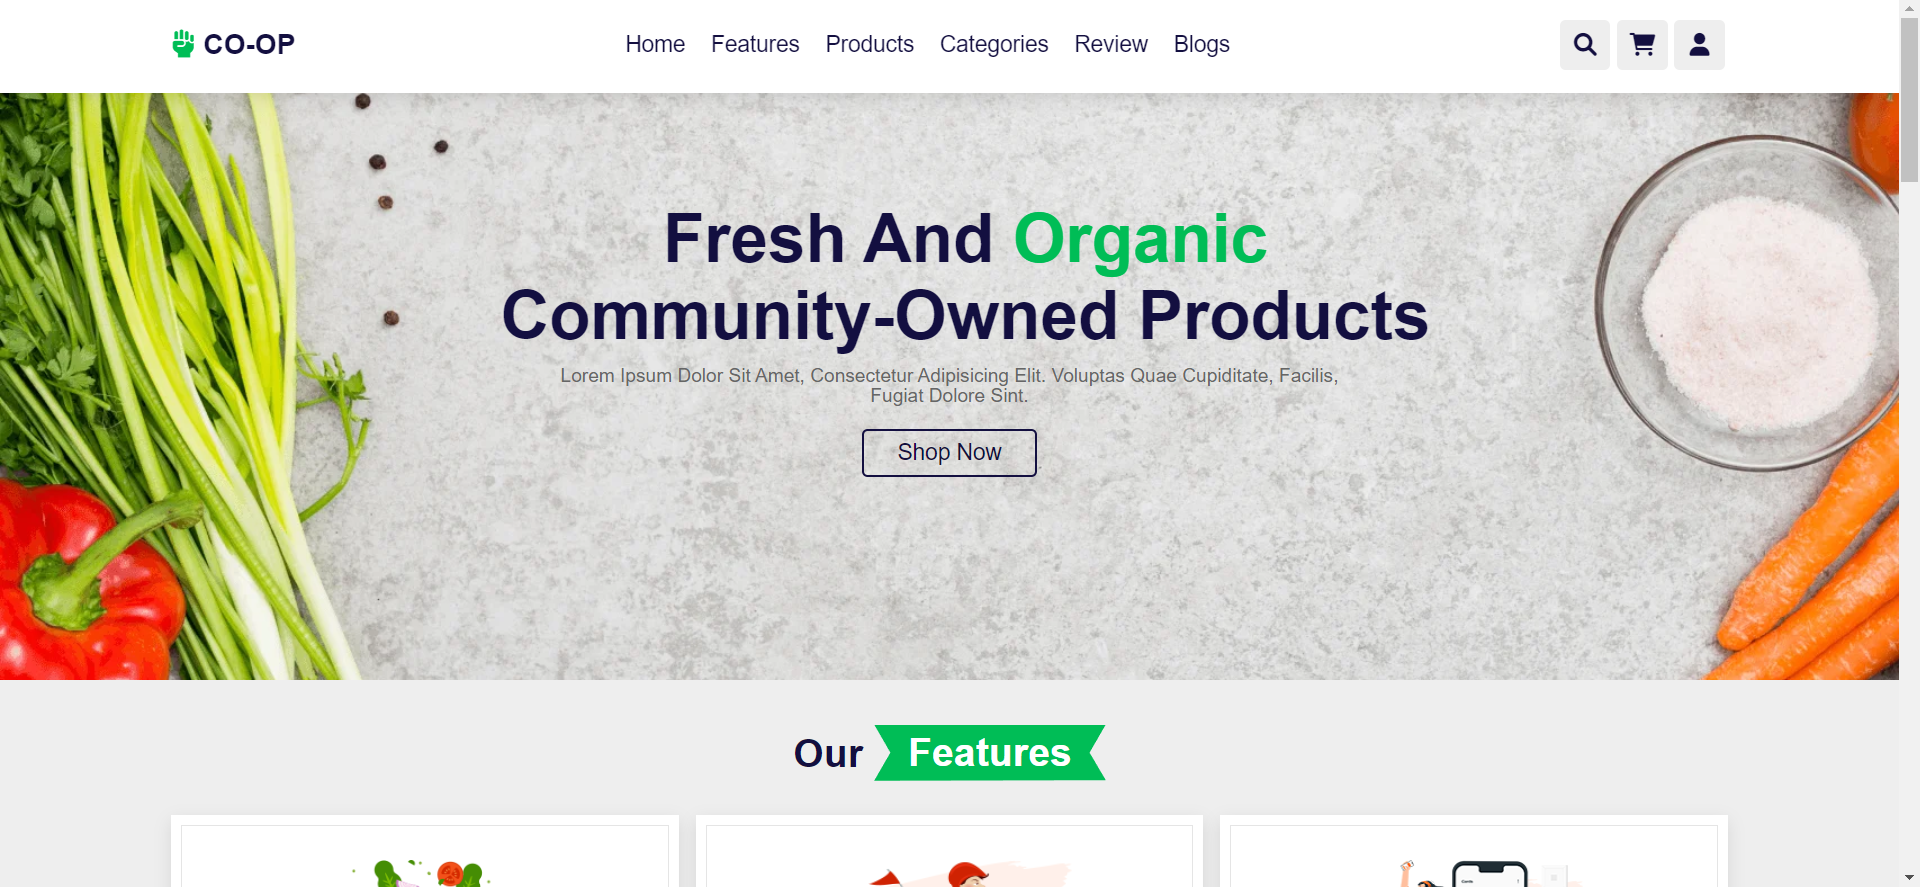 CO-OP
Home Features Products Categories Review Blogs
Fresh And Organic
Community-Owned Products
Lorem Ipsum Dolor Sit Amet, Consectetur Adipisicing Elit. Voluptas Quae Cupiditate, Facilis,
Fugiat Dolore Sint.
Shop Now
Our Features